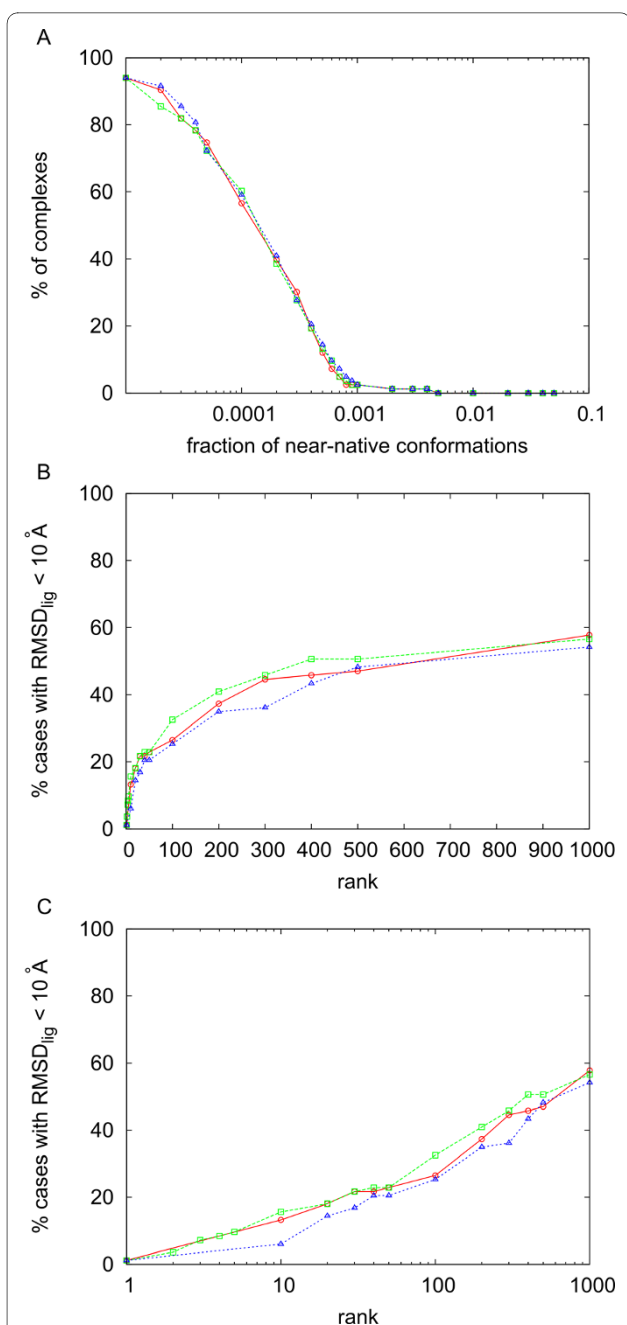 A
% of complexes
100
80
60
40
20
0
0.0001 0.001 0.01 0.1
fraction of near-native conformations
B
% cases with RMSD_lig < 10 Å
100
80
60
40
20
0
0 100 200 300 400 500 600 700 800 900 1000
rank
C
% cases with RMSD_lig < 10 Å
100
80
60
40
20
0
1 10 100 1000
rank